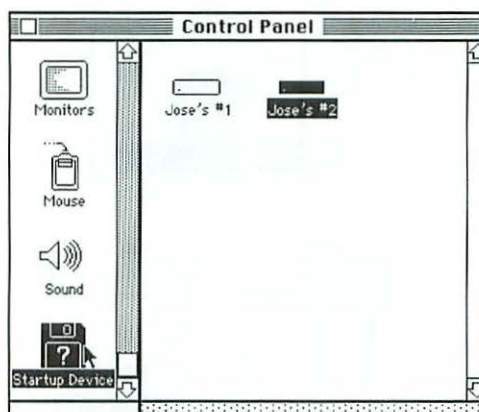 Control Panel
Monitors
Mouse
Sound
?
Startup Device
Jose's #1
Jose's #2